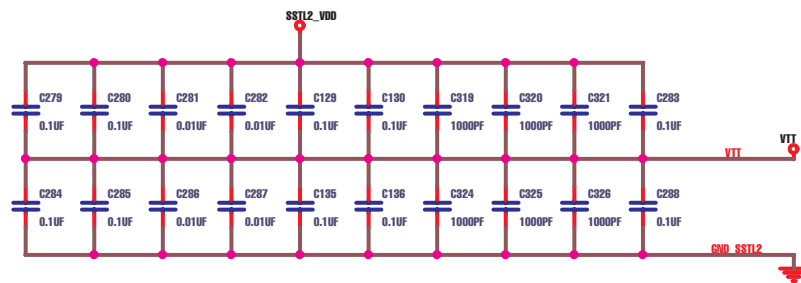 SSTL2_VDD
C279 C280 C281 C282 C129 C130 C319 C320 C321 C283
0.1UF 0.1UF 0.01UF 0.01UF 0.1UF 0.1UF 1000PF 1000PF 1000PF 0.1UF
VTT
VTT
C284 C285 C286 C287 C135 C136 C324 C325 C326 C288
0.1UF 0.1UF 0.01UF 0.01UF 0.1UF 0.1UF 1000PF 1000PF 1000PF 0.1UF
GND_SSTL2